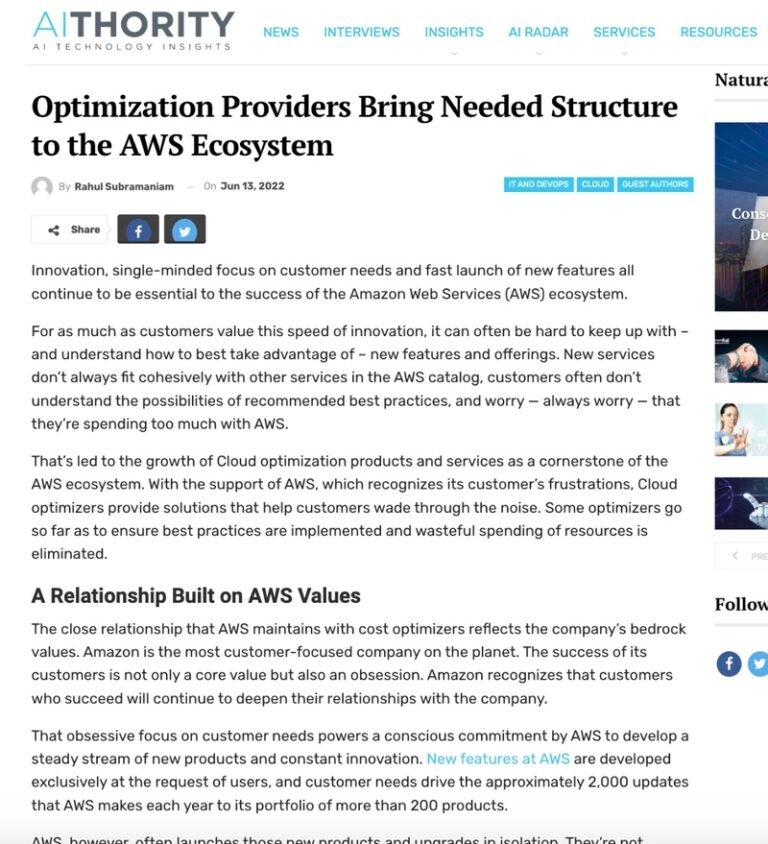 AITHORITY
AI TECHNOLOGY INSIGHTS
NEWS INTERVIEWS INSIGHTS AI RADAR SERVICES RESOURCES
Optimization Providers Bring Needed Structure
to the AWS Ecosystem
By Rahul Subramaniam — On Jun 13, 2022
IT AND DEVOPS CLOUD GUEST AUTHORS
Share
Innovation, single-minded focus on customer needs and fast launch of new features all
continue to be essential to the success of the Amazon Web Services (AWS) ecosystem.
For as much as customers value this speed of innovation, it can often be hard to keep up with –
and understand how to best take advantage of – new features and offerings. New services
don’t always fit cohesively with other services in the AWS catalog, customers often don’t
understand the possibilities of recommended best practices, and worry — always worry — that
they’re spending too much with AWS.
That’s led to the growth of Cloud optimization products and services as a cornerstone of the
AWS ecosystem. With the support of AWS, which recognizes its customer’s frustrations, Cloud
optimizers provide solutions that help customers wade through the noise. Some optimizers go
so far as to ensure best practices are implemented and wasteful spending of resources is
eliminated.
A Relationship Built on AWS Values
The close relationship that AWS maintains with cost optimizers reflects the company’s bedrock
values. Amazon is the most customer-focused company on the planet. The success of its
customers is not only a core value but also an obsession. Amazon recognizes that customers
who succeed will continue to deepen their relationships with the company.
That obsessive focus on customer needs powers a conscious commitment by AWS to develop a
steady stream of new products and constant innovation. New features at AWS are developed
exclusively at the request of users, and customer needs drive the approximately 2,000 updates
that AWS makes each year to its portfolio of more than 200 products.
AWS, however, often launches those new products and upgrades in isolation. They’re not
Natura
Cons
De
PRE
Follow